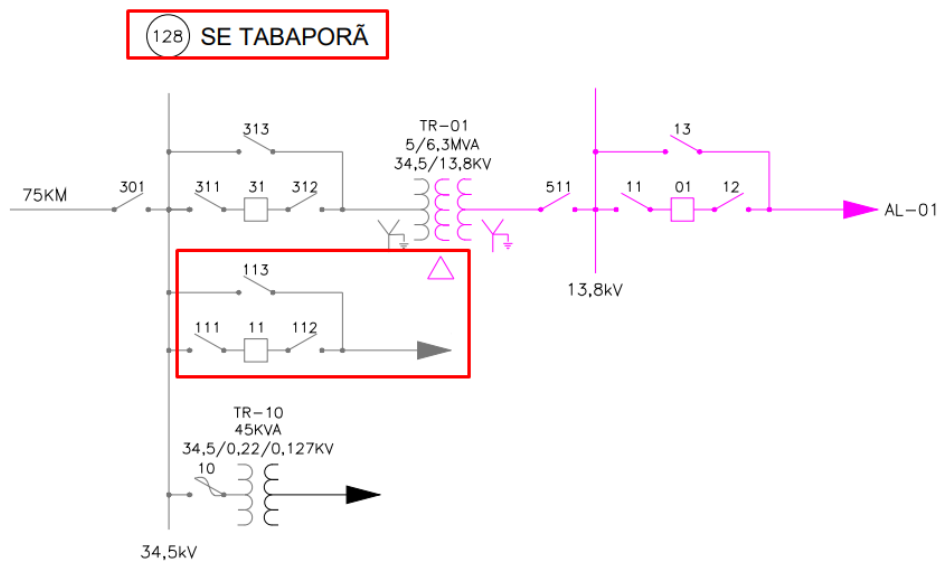 128 SE TABAPORÃ
313
TR-01
5/6,3MVA
34,5/13,8KV
13
75KM
301
311
31
312
511
11
01
12
AL-01
113
13,8kV
111
11
112
TR-10
45KVA
34,5/0,22/0,127KV
10
34,5kV